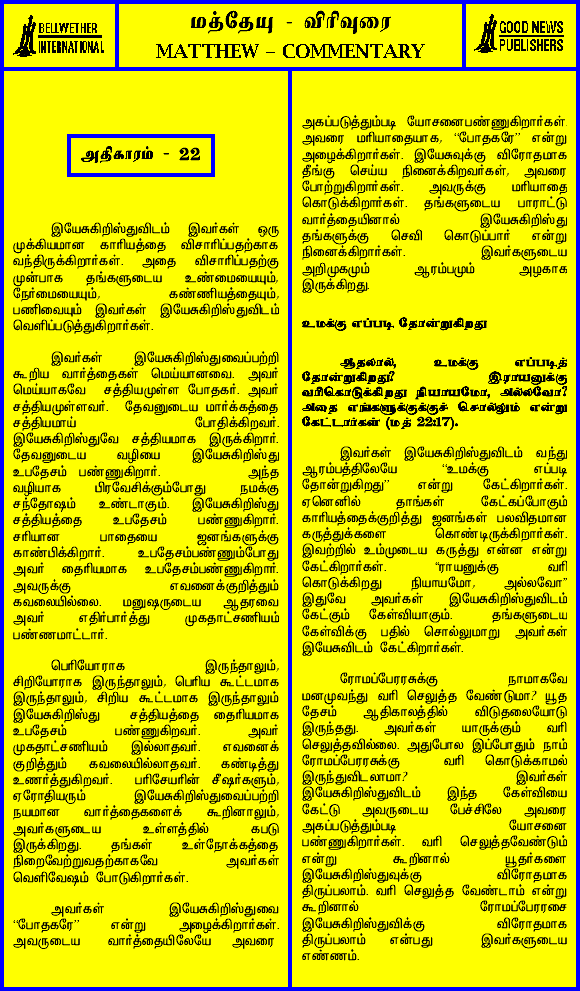 BELLWETHER
INTERNATIONAL
மத்தேயு - விரிவுரை
MATTHEW – COMMENTARY
GOOD NEWS
PUBLISHERS
அதிகாரம் - 22
இயேசுகிறிஸ்துவிடம் இவர்கள் ஒரு
முக்கியமான காரியத்தை விசாரிப்பதற்காக
வந்திருக்கிறார்கள். அதை விசாரிப்பதற்கு
முன்பாக தங்களுடைய உண்மையையும்,
நேர்மையையும், கண்ணியத்தையும்,
பணிவையும் இவர்கள் இயேசுகிறிஸ்துவிடம்
வெளிப்படுத்துகிறார்கள்.
இவர்கள் இயேசுகிறிஸ்துவைப்பற்றி
கூறிய வார்த்தைகள் மெய்யானவை. அவர்
மெய்யாகவே சத்தியமுள்ள போதகர். அவர்
சத்தியமுள்ளவர். தேவனுடைய மார்க்கத்தை
சத்தியமாய் போதிக்கிறவர்.
இயேசுகிறிஸ்துவே சத்தியமாக இருக்கிறார்.
தேவனுடைய வழியை இயேசுகிறிஸ்து
உபதேசம் பண்ணுகிறார். அந்த
வழியாக பிரவேசிக்கும்போது நமக்கு
சந்தோஷம் உண்டாகும். இயேசுகிறிஸ்து
சத்தியத்தை உபதேசம் பண்ணுகிறார்.
சரியான பாதையை ஜனங்களுக்கு
காண்பிக்கிறார். உபதேசம்பண்ணும்போது
அவர் தைரியமாக உபதேசம்பண்ணுகிறார்.
அவருக்கு எவனைக்குறித்தும்
கவலையில்லை. மனுஷருடைய ஆதரவை
அவர் எதிர்பார்த்து முகதாட்சணியம்
பண்ணமாட்டார்.
பெரியோராக இருந்தாலும்,
சிறியோராக இருந்தாலும், பெரிய கூட்டமாக
இருந்தாலும், சிறிய கூட்டமாக இருந்தாலும்
இயேசுகிறிஸ்து சத்தியத்தை தைரியமாக
உபதேசம் பண்ணுகிறவர். அவர்
முகதாட்சணியம் இல்லாதவர். எவனைக்
குறித்தும் கவலையில்லாதவர். கண்டித்து
உணர்த்துகிறவர். பரிசேயரின் சீஷர்களும்,
ஏரோதியரும் இயேசுகிறிஸ்துவைப்பற்றி
நயமான வார்த்தைகளைக் கூறினாலும்,
அவர்களுடைய உள்ளத்தில் கபடு
இருக்கிறது. தங்கள் உள்நோக்கத்தை
நிறைவேற்றுவதற்காகவே அவர்கள்
வெளிவேஷம் போடுகிறார்கள்.
அவர்கள் இயேசுகிறிஸ்துவை
“போதகரே” என்று அழைக்கிறார்கள்.
அவருடைய வார்த்தையிலேயே அவரை
அகப்படுத்தும்படி யோசனைபண்ணுகிறார்கள்.
அவரை மரியாதையாக, “போதகரே” என்று
அழைக்கிறார்கள். இயேசுவுக்கு விரோதமாக
தீங்கு செய்ய நினைக்கிறவர்கள், அவரை
போற்றுகிறார்கள். அவருக்கு மரியாதை
கொடுக்கிறார்கள். தங்களுடைய பாராட்டு
வார்த்தையினால் இயேசுகிறிஸ்து
தங்களுக்கு செவி கொடுப்பார் என்று
நினைக்கிறார்கள். இவர்களுடைய
அறிமுகமும் ஆரம்பமும் அழகாக
இருக்கிறது.
உமக்கு எப்படி தோன்றுகிறது
ஆதலால், உமக்கு எப்படித்
தோன்றுகிறது? இராயனுக்கு
வரிகொடுக்கிறது நியாயமோ, அல்லவோ?
அதை எங்களுக்குக்குச் சொல்லும் என்று
கேட்டார்கள் (மத் 22:17).
இவர்கள் இயேசுகிறிஸ்துவிடம் வந்து
ஆரம்பத்திலேயே “உமக்கு எப்படி
தோன்றுகிறது” என்று கேட்கிறார்கள்.
ஏனெனில் தாங்கள் கேட்கப்போகும்
காரியத்தைக்குறித்து ஜனங்கள் பலவிதமான
கருத்துக்களை கொண்டிருக்கிறார்கள்.
இவற்றில் உம்முடைய கருத்து என்ன என்று
கேட்கிறார்கள். “ராயனுக்கு வரி
கொடுக்கிறது நியாயமோ, அல்லவோ”
இதுவே அவர்கள் இயேசுகிறிஸ்துவிடம்
கேட்கும் கேள்வியாகும். தங்களுடைய
கேள்விக்கு பதில் சொல்லுமாறு அவர்கள்
இயேசுவிடம் கேட்கிறார்கள்.
ரோமப்பேரரசுக்கு நாமாகவே
மனமுவந்து வரி செலுத்த வேண்டுமா? யூத
தேசம் ஆதிகாலத்தில் விடுதலையோடு
இருந்தது. அவர்கள் யாருக்கும் வரி
செலுத்தவில்லை. அதுபோல இப்போதும் நாம்
ரோமப்பேரரசுக்கு வரி கொடுக்காமல்
இருந்துவிடலாமா? இவர்கள்
இயேசுகிறிஸ்துவிடம் இந்த கேள்வியை
கேட்டு அவருடைய பேச்சிலே அவரை
அகப்படுத்தும்படி யோசனை
பண்ணுகிறார்கள். வரி செலுத்தவேண்டும்
என்று கூறினால் யூதர்களை
இயேசுகிறிஸ்துவுக்கு விரோதமாக
திருப்பலாம். வரி செலுத்த வேண்டாம் என்று
கூறினால் ரோமப்பேரரசை
இயேசுகிறிஸ்துவிக்கு விரோதமாக
திருப்பலாம் என்பது இவர்களுடைய
எண்ணம்.